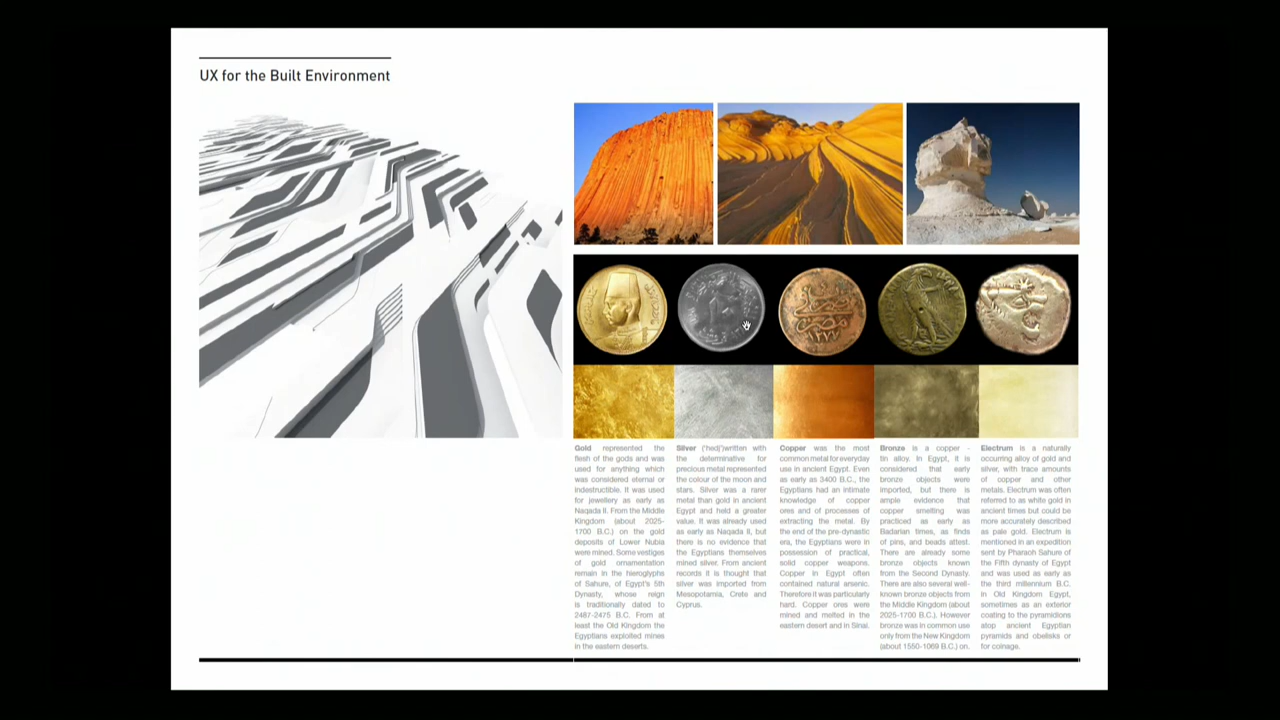 UX for the Built Environment
Gold represented the
flesh of the gods and was
used for anything which
was considered eternal or
indestructible. It was used
for jewellery as early as
Naqada II. From the Middle
Kingdom (about 2025-
1700 B.C.) on the gold
deposits of Lower Nubia
were mined. Some vestiges
of gold ornamentation
remain in the hieroglyphs
of Sahure, of Egypt's 5th
Dynasty, whose reign
is traditionally dated to
2487-2475 B.C. From at
least the Old Kingdom the
Egyptians exploited mines
in the eastern deserts.
Silver ('hedj')written with
the determinative for
precious metal represented
the colour of the moon and
stars. Silver was a rarer
metal than gold in ancient
Egypt and held a greater
value. It was already used
as early as Naqada II, but
there is no evidence that
the Egyptians themselves
mined silver. From ancient
records it is thought that
silver was imported from
Mesopotamia, Crete and
Cyprus.
Copper was the most
common metal for everyday
use in ancient Egypt. Even
as early as 3400 B.C., the
Egyptians had an intimate
knowledge of copper
ores and of processes of
extracting the metal. By
the end of the pre-dynastic
era, the Egyptians were in
possession of practical,
solid copper weapons.
Copper in Egypt often
contained natural arsenic.
Therefore it was particularly
hard. Copper ores were
mined and melted in the
eastern desert and in Sinai.
Bronze is a copper -
tin alloy. In Egypt, it is
considered that early
bronze objects were
imported, but there is
ample evidence that
copper smelting was
practiced as early as
Badarian times, as finds
of pins, and beads attest.
There are already some
bronze objects known
from the Second Dynasty.
There are also several well-
known bronze objects from
the Middle Kingdom (about
2025-1700 B.C.). However
bronze was in common use
only from the New Kingdom
(about 1550-1069 B.C.) on.
Electrum is a naturally
occurring alloy of gold and
silver, with trace amounts
of copper and other
metals. Electrum was often
referred to as white gold in
ancient times but could be
more accurately described
as pale gold. Electrum is
mentioned in an expedition
sent by Pharaoh Sahure of
the Fifth dynasty of Egypt
and was used as early as
the third millennium B.C.
in Old Kingdom Egypt,
sometimes as an exterior
coating to the pyramidions
atop ancient Egyptian
pyramids and obelisks or
for coinage.